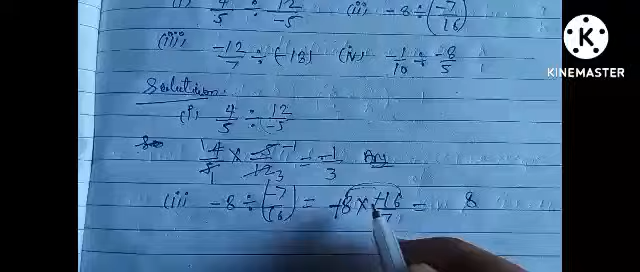 (i) 4/5 ÷ 12/-5 (ii) -8 ÷ (-7/16)
(iii) -12/7 ÷ (-18) (iv) -1/10 ÷ -8/5
Solution
(i) 4/5 ÷ 12/-5
4/5 × -5/12 = -1/3 Ans
(ii -8 ÷ (-7/16) = -8 × -16/7 = 8
KINEMASTER